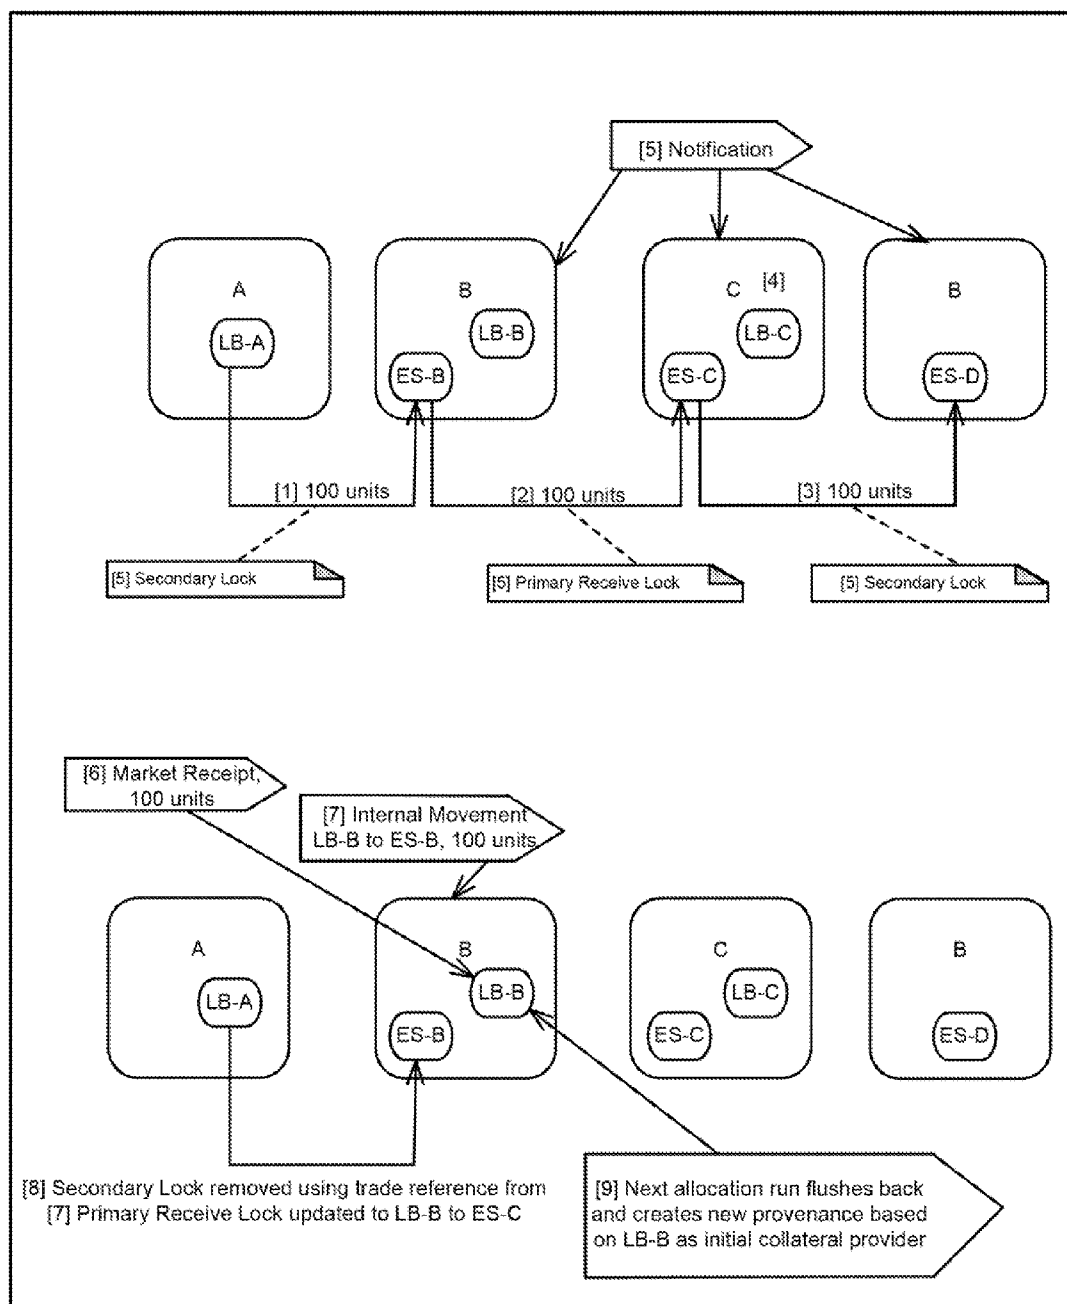 [5] Notification
A
B
C [4]
B
LB-A
LB-B
LB-C
ES-B
ES-C
ES-D
[1] 100 units
[2] 100 units
[3] 100 units
[5] Secondary Lock
[5] Primary Receive Lock
[5] Secondary Lock
[6] Market Receipt,
100 units
[7] Internal Movement
LB-B to ES-B, 100 units
A
B
C
B
LB-A
LB-B
LB-C
ES-B
ES-C
ES-D
[8] Secondary Lock removed using trade reference from
[7] Primary Receive Lock updated to LB-B to ES-C
[9] Next allocation run flushes back
and creates new provenance based
on LB-B as initial collateral provider